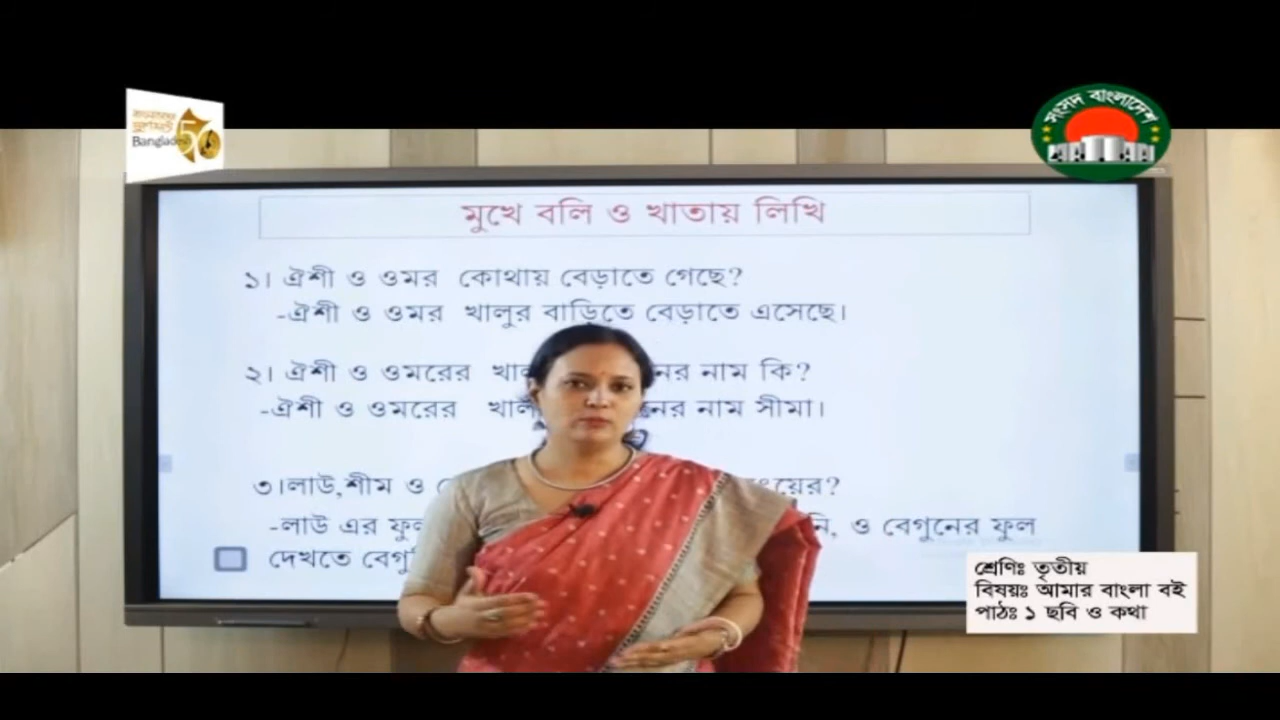 Bangladesh 50
সংসদ বাংলাদেশ
মুখে বলি ও খাতায় লিখি
১। ঐশী ও ওমর কোথায় বেড়াতে গেছে?
-ঐশী ও ওমর খালুর বাড়িতে বেড়াতে এসেছে।
২। ঐশী ও ওমরের নাম কি?
-ঐশী ও ওমরের নাম সীমা।
৩।লাউ,শীম ও
-লাউ এর ফুল ও বেগুনের ফুল
দেখতে
শ্রেণিঃ তৃতীয়
বিষয়ঃ আমার বাংলা বই
পাঠঃ ১ ছবি ও কথা